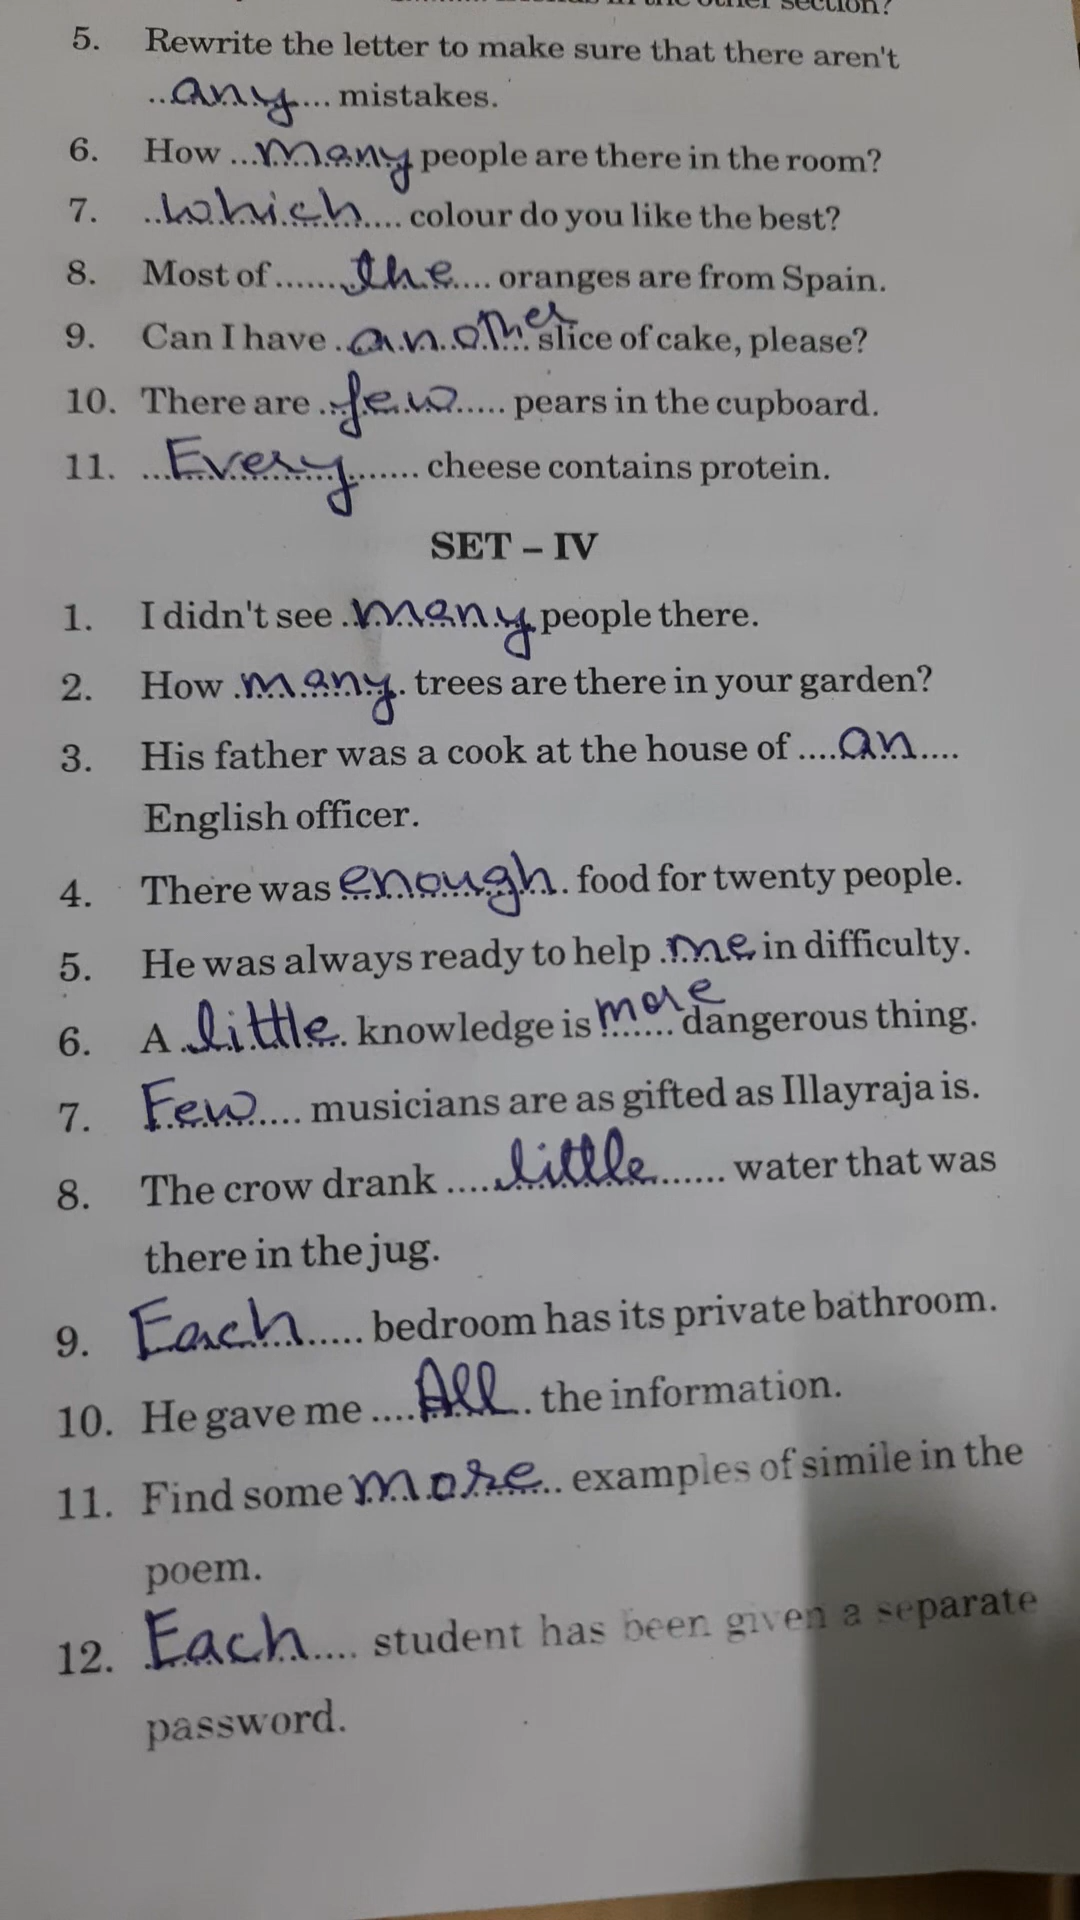 section?
5. Rewrite the letter to make sure that there aren't
..any... mistakes.
6. How ...many people are there in the room?
7. ..which.... colour do you like the best?
8. Most of ......the.... oranges are from Spain.
9. Can I have .another slice of cake, please?
10. There are ..few..... pears in the cupboard.
11. ...Every....... cheese contains protein.
SET – IV
1. I didn't see .many people there.
2. How .many. trees are there in your garden?
3. His father was a cook at the house of ....an....
English officer.
4. There was enough. food for twenty people.
5. He was always ready to help .me in difficulty.
6. A .little. knowledge is more dangerous thing.
7. Few.... musicians are as gifted as Illayraja is.
8. The crow drank ....little...... water that was
there in the jug.
9. Each..... bedroom has its private bathroom.
10. He gave me ....All. the information.
11. Find some more.. examples of simile in the
poem.
12. Each.... student has been given a separate
password.